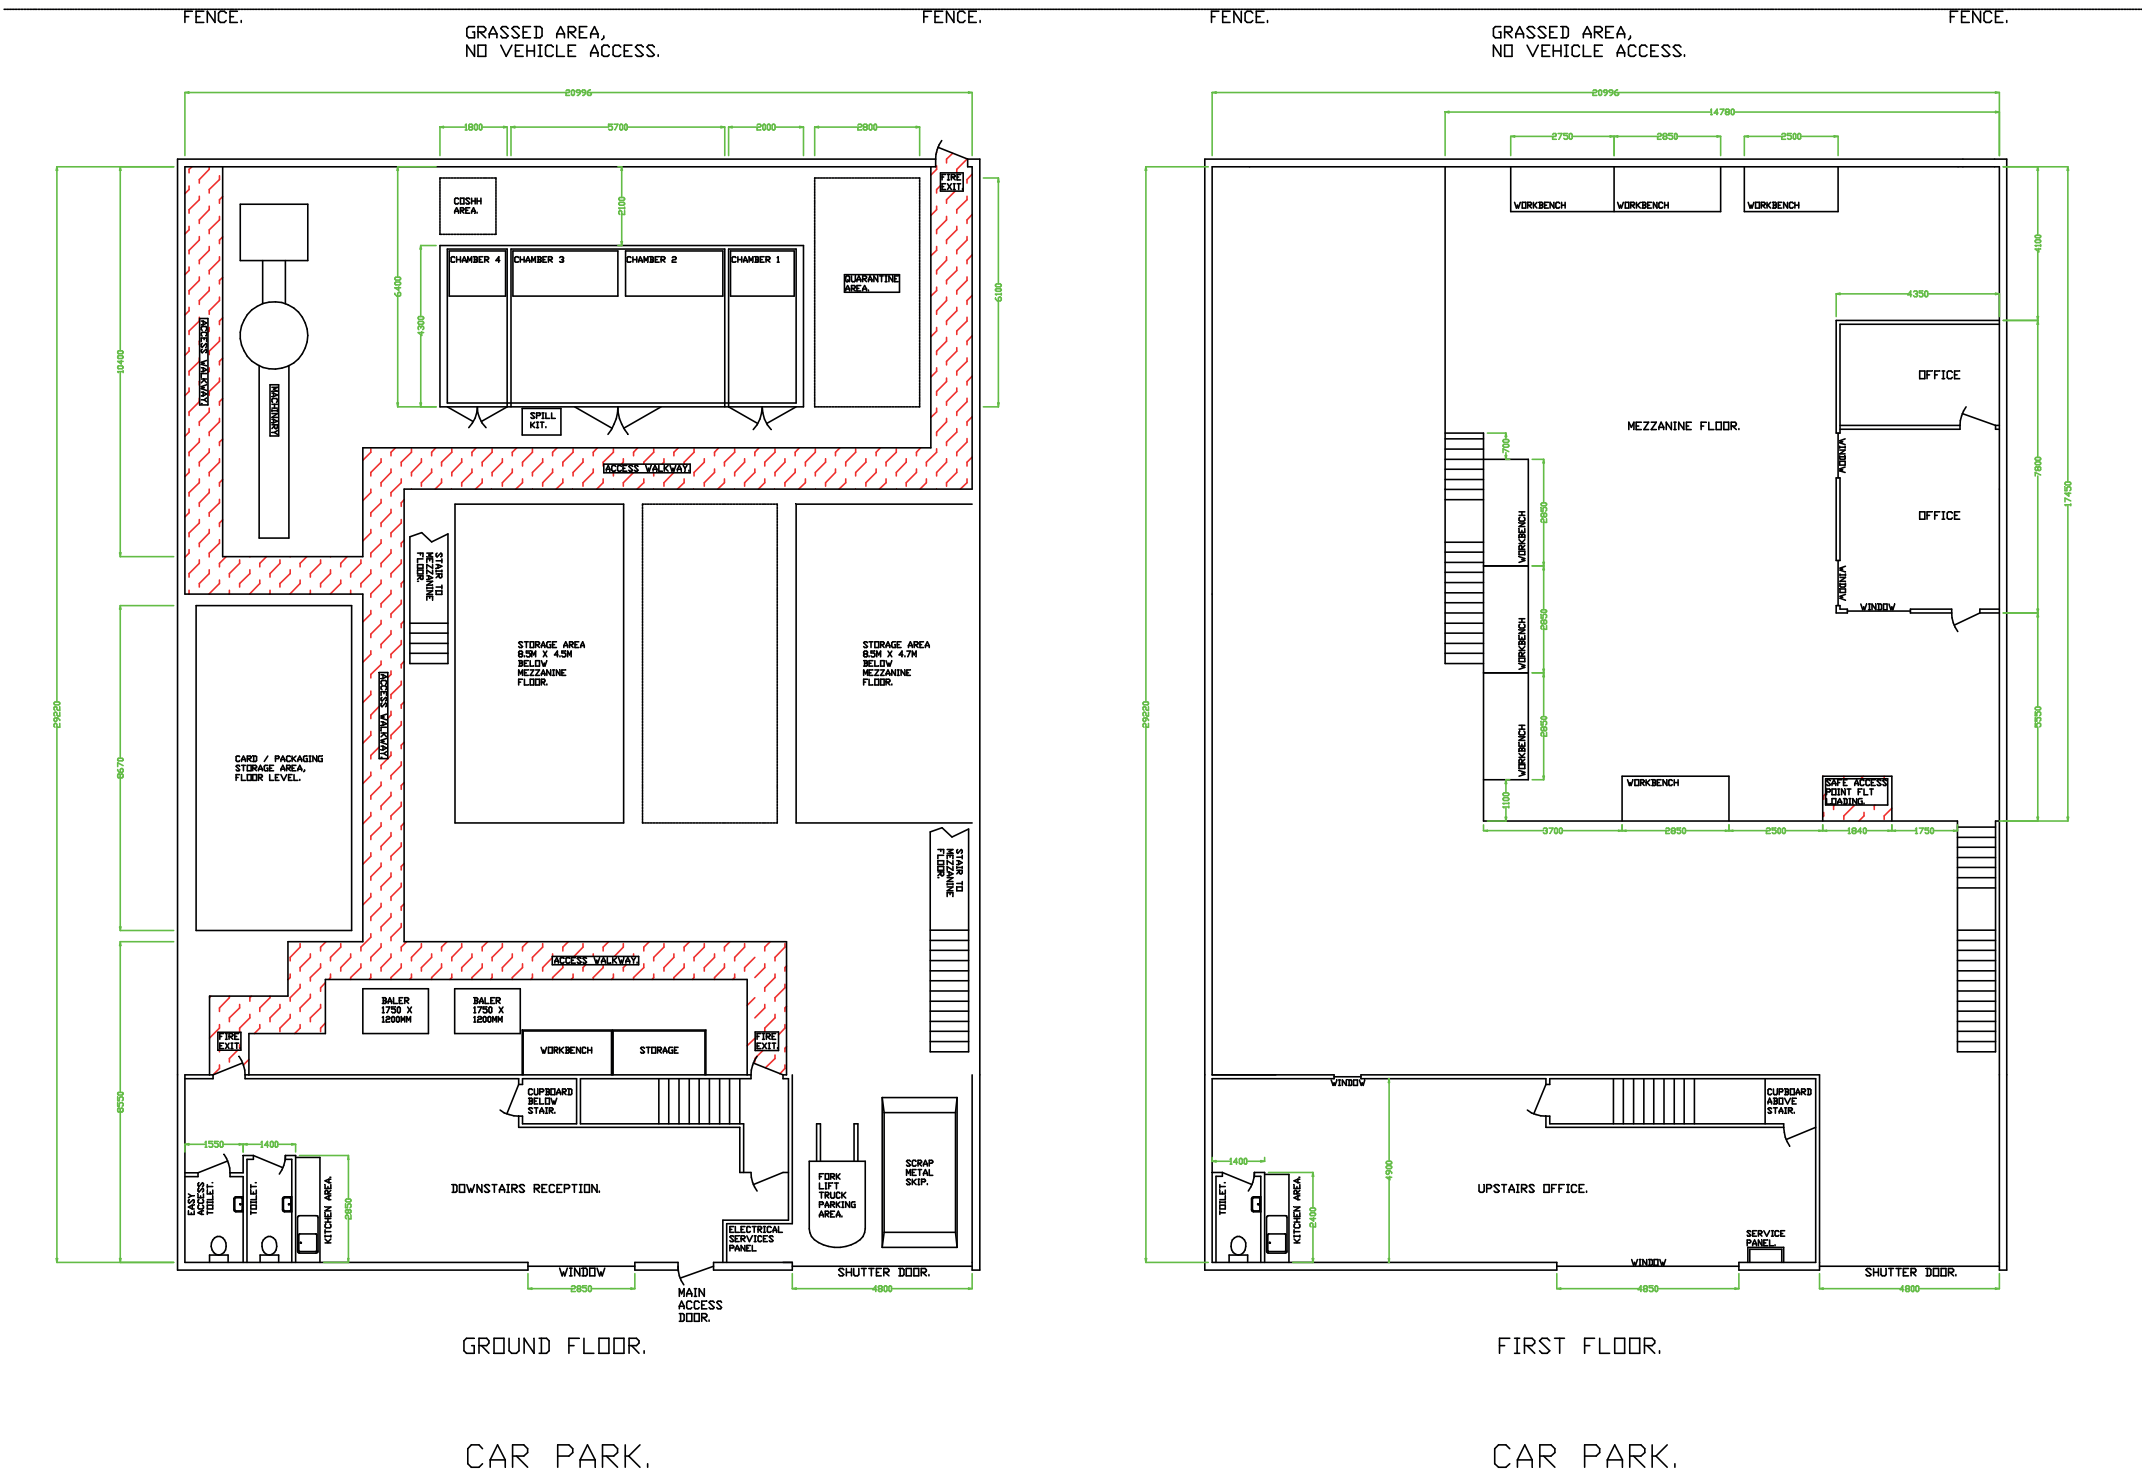 FENCE.
FENCE.
GRASSED AREA,
NO VEHICLE ACCESS.
20996
1800
5700
2000
2800
FIRE
EXIT.
COSHH
AREA.
2100
CHAMBER 4
CHAMBER 3
CHAMBER 2
CHAMBER 1
QUARANTINE
AREA.
6400
4300
6100
10400
ACCESS WALKWAY.
MACHINARY
SPILL
KIT.
ACCESS WALKWAY.
STAIR TO
MEZZANINE
FLOOR.
29220
STORAGE AREA
8.5M X 4.5M
BELOW
MEZZANINE
FLOOR.
STORAGE AREA
8.5M X 4.7M
BELOW
MEZZANINE
FLOOR.
ACCESS WALKWAY.
8670
CARD / PACKAGING
STORAGE AREA,
FLOOR LEVEL.
STAIR TO
MEZZANINE
FLOOR.
ACCESS WALKWAY.
BALER
1750 X
1200MM
BALER
1750 X
1200MM
FIRE
EXIT.
WORKBENCH
STORAGE
FIRE
EXIT.
8550
CUPBOARD
BELOW
STAIR.
1550
1400
EASY
ACCESS
TOILET.
TOILET.
KITCHEN AREA.
2850
DOWNSTAIRS RECEPTION.
FORK
LIFT
TRUCK
PARKING
AREA.
SCRAP
METAL
SKIP.
ELECTRICAL
SERVICES
PANEL
WINDOW
2850
MAIN
ACCESS
DOOR.
SHUTTER DOOR.
4800
GROUND FLOOR.
CAR PARK.
FENCE.
FENCE.
GRASSED AREA,
NO VEHICLE ACCESS.
20996
14780
2750
2850
2500
WORKBENCH
WORKBENCH
WORKBENCH
4100
4350
OFFICE
MEZZANINE FLOOR.
WINDOW
700
7800
17450
OFFICE
2850
WORKBENCH
WINDOW
WINDOW
2850
WORKBENCH
29220
5550
2850
WORKBENCH
WORKBENCH
SAFE ACCESS
POINT FLT
LOADING.
1100
3700
2850
2500
1840
1750
WINDOW
CUPBOARD
ABOVE
STAIR.
4900
1400
TOILET.
KITCHEN AREA.
2400
UPSTAIRS OFFICE.
SERVICE
PANEL.
WINDOW
4850
SHUTTER DOOR.
4800
FIRST FLOOR.
CAR PARK.